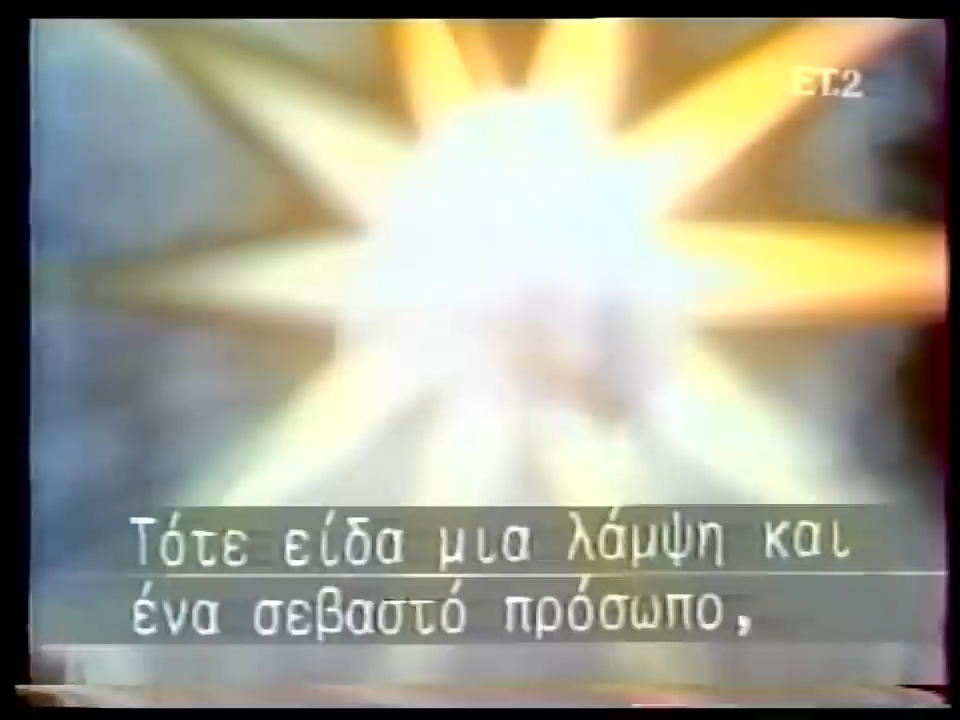 ET.2
Τότε είδα μια λάμψη και
ένα σεβαστό πρόσωπο,